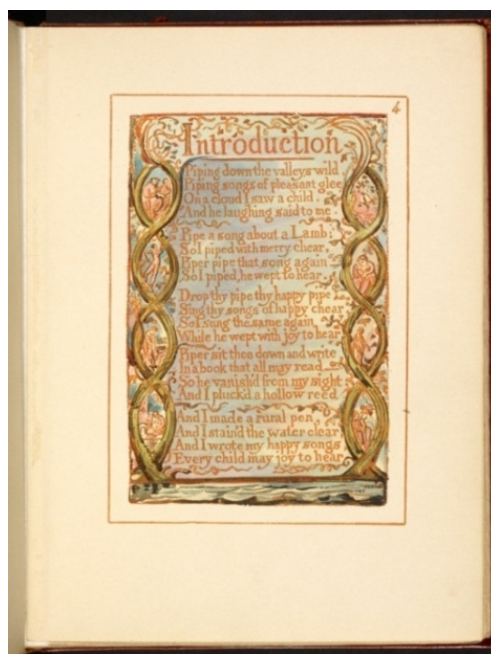 4
Introduction
Piping down the valleys wild
Piping songs of pleasant glee
On a cloud I saw a child.
And he laughing said to me.
Pipe a song about a Lamb:
So I piped with merry chear,
Piper pipe that song again—
So I piped, he wept to hear.
Drop thy pipe thy happy pipe
Sing thy songs of happy chear
So I sung the same again
While he wept with joy to hear
Piper sit thee down and write
In a book that all may read—
So he vanish'd from my sight
And I pluck'd a hollow reed.
And I made a rural pen,
And I stain'd the water clear,
And I wrote my happy songs
Every child may joy to hear